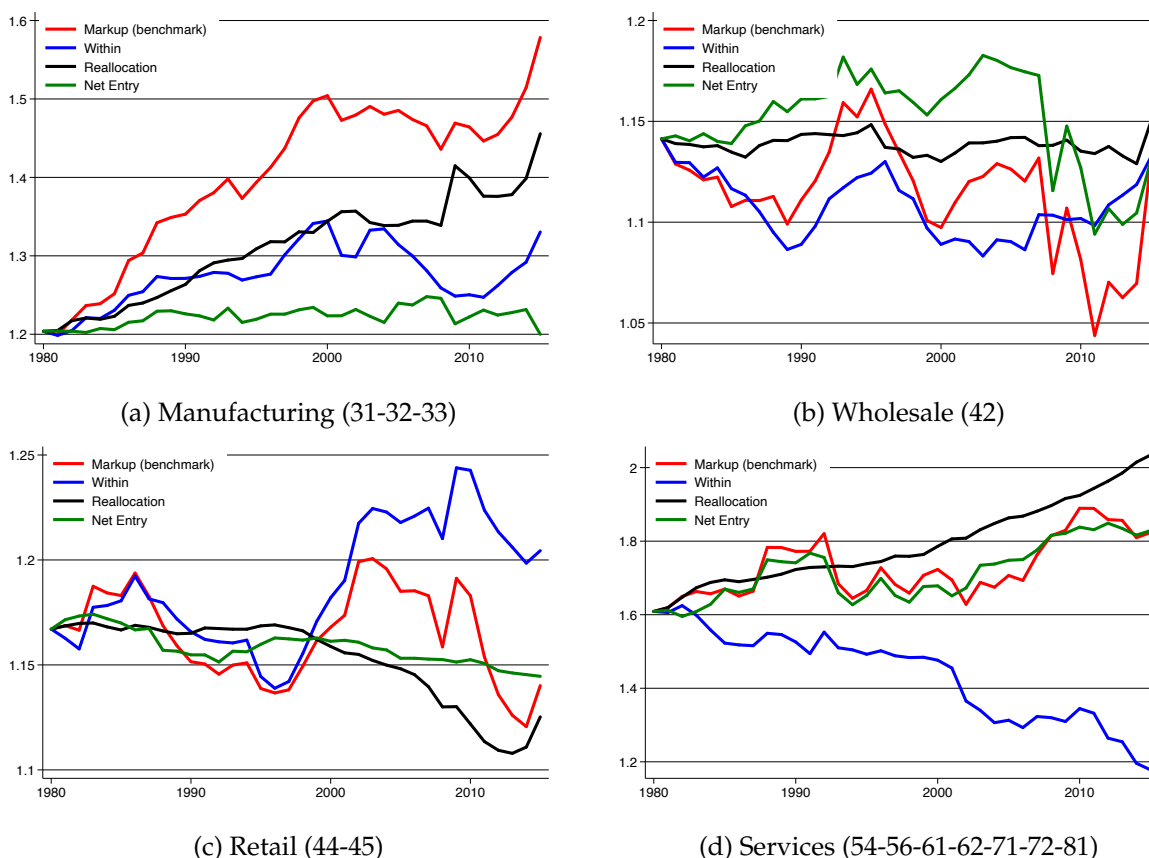 1.6
1.5
1.4
1.3
1.2
Markup (benchmark)
Within
Reallocation
Net Entry
1980
1990
2000
2010
(a) Manufacturing (31-32-33)
1.2
1.15
1.1
1.05
Markup (benchmark)
Within
Reallocation
Net Entry
1980
1990
2000
2010
(b) Wholesale (42)
1.25
1.2
1.15
1.1
Markup (benchmark)
Within
Reallocation
Net Entry
1980
1990
2000
2010
(c) Retail (44-45)
2
1.8
1.6
1.4
1.2
Markup (benchmark)
Within
Reallocation
Net Entry
1980
1990
2000
2010
(d) Services (54-56-61-62-71-72-81)